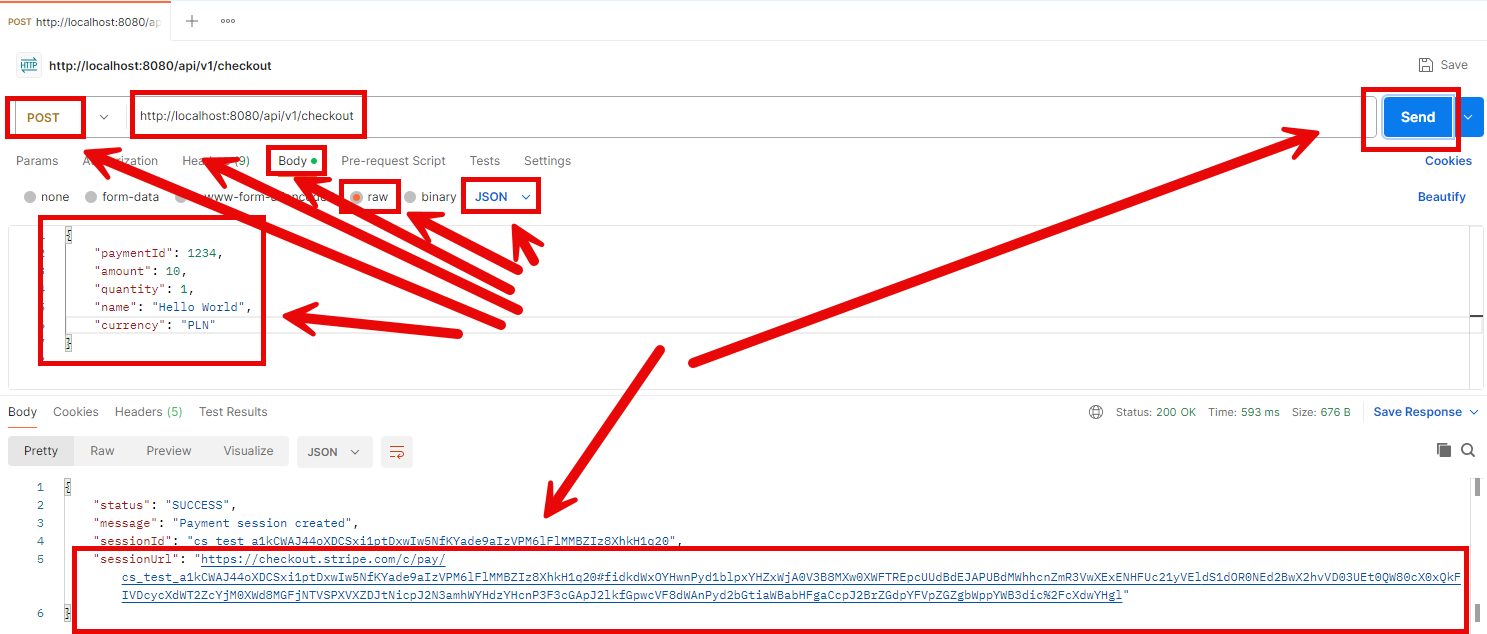 POST http://localhost:8080/ap
http://localhost:8080/api/v1/checkout
Save
POST
http://localhost:8080/api/v1/checkout
Send
Params Authorization Headers (9) Body Pre-request Script Tests Settings
Cookies
none form-data raw binary JSON
Beautify
{
"paymentId": 1234,
"amount": 10,
"quantity": 1,
"name": "Hello World",
"currency": "PLN"
}
Body Cookies Headers (5) Test Results
Status: 200 OK Time: 593 ms Size: 676 B Save Response
Pretty Raw Preview Visualize JSON
1 {
2 "status": "SUCCESS",
3 "message": "Payment session created",
4 "sessionId": "cs_test_a1kCWAJ44oXDCSxi1ptDxwIw5NfKYade9aIzVPM6lFlMMBZIz8XhkH1q20",
5 "sessionUrl": "https://checkout.stripe.com/c/pay/
cs_test_a1kCWAJ44oXDCSxi1ptDxwIw5NfKYade9aIzVPM6lFlMMBZIz8XhkH1q20#fidkdWxOYHwnPyd1blpxYHZxWjA0V3B8MXw0XWFTREpcUUdBdEJAPUBdMWhhcnZmR3VwXExENHFUc21yVEldS1dOR0NEd2BwX2hvVD03UEt0QW80cX0xQkF
IVDcycXdWT2ZcYjM0XWd8MGFjNTVSPXVXZDJtNicpJ2N3amhWYHdzYHcnP3F3cGApJ2lkfGpwcVF8dWAnPyd2bGtiaWBabHFgaCcpJ2BrZGdpYFVpZGZgbWppYWB3dic%2FcXdwYHgl"
6 }